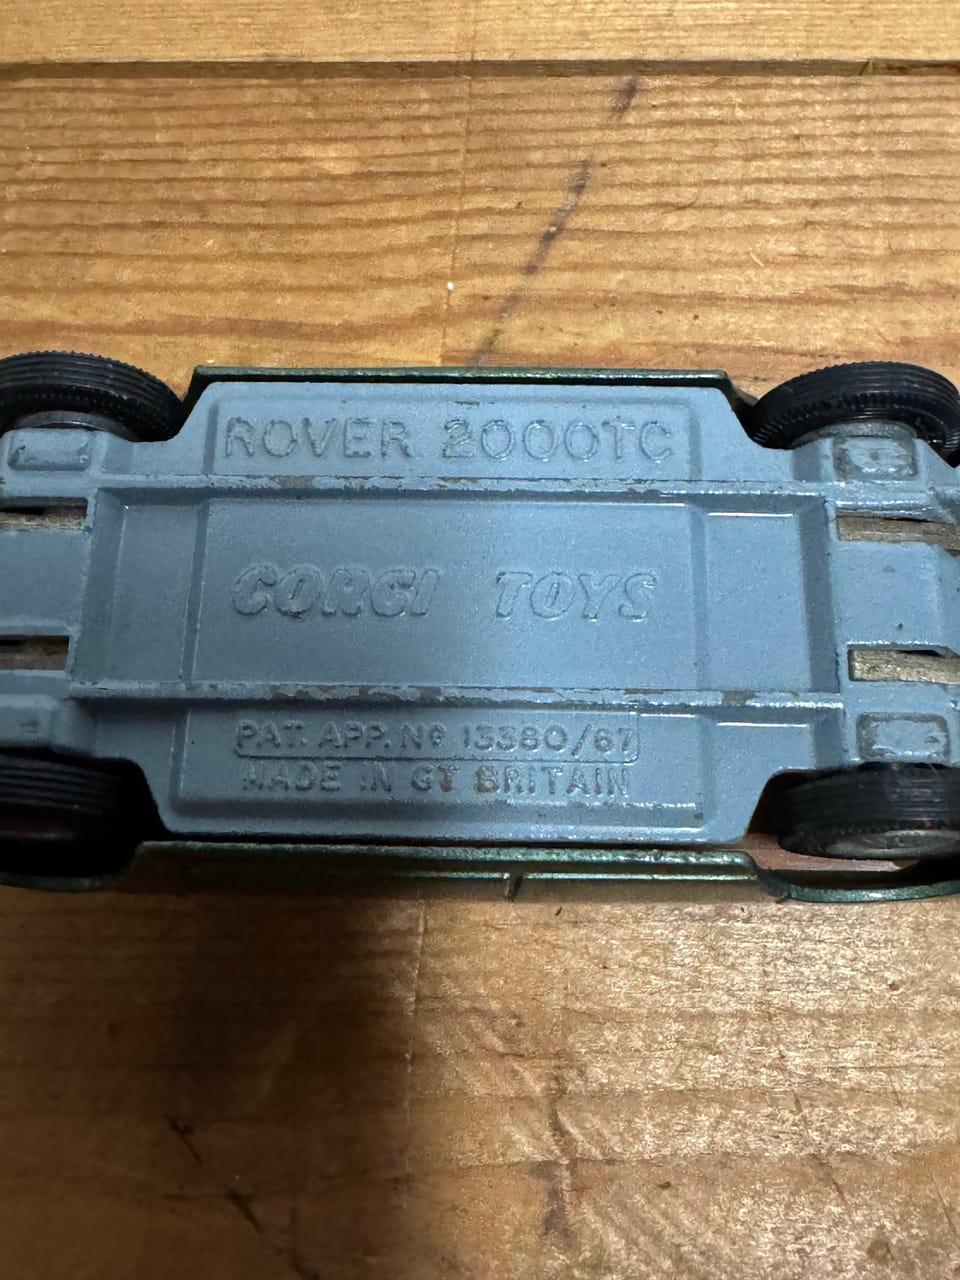 ROVER 2000TC
CORGI TOYS
PAT. APP. Nº 13380/67
MADE IN GT BRITAIN